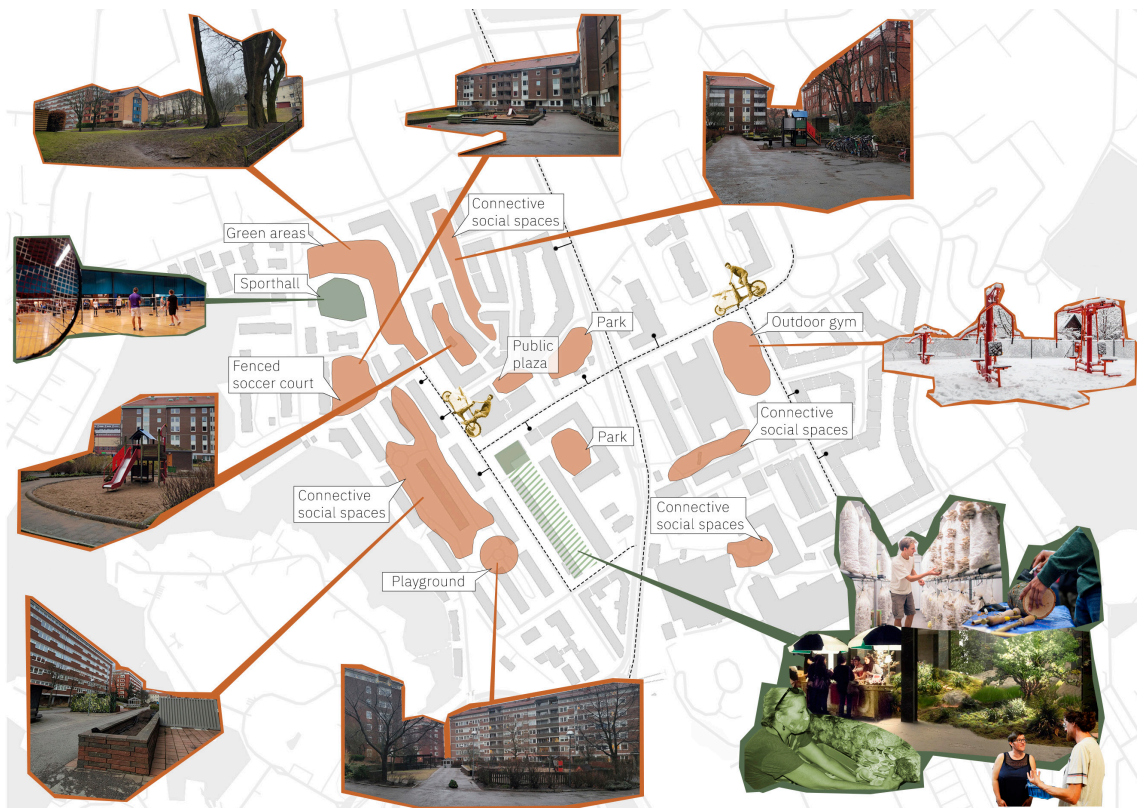 Connective
social spaces
Green areas
Sporthall
Park
Outdoor gym
Public
plaza
Fenced
soccer court
Connective
social spaces
Park
Connective
social spaces
Connective
social spaces
Playground